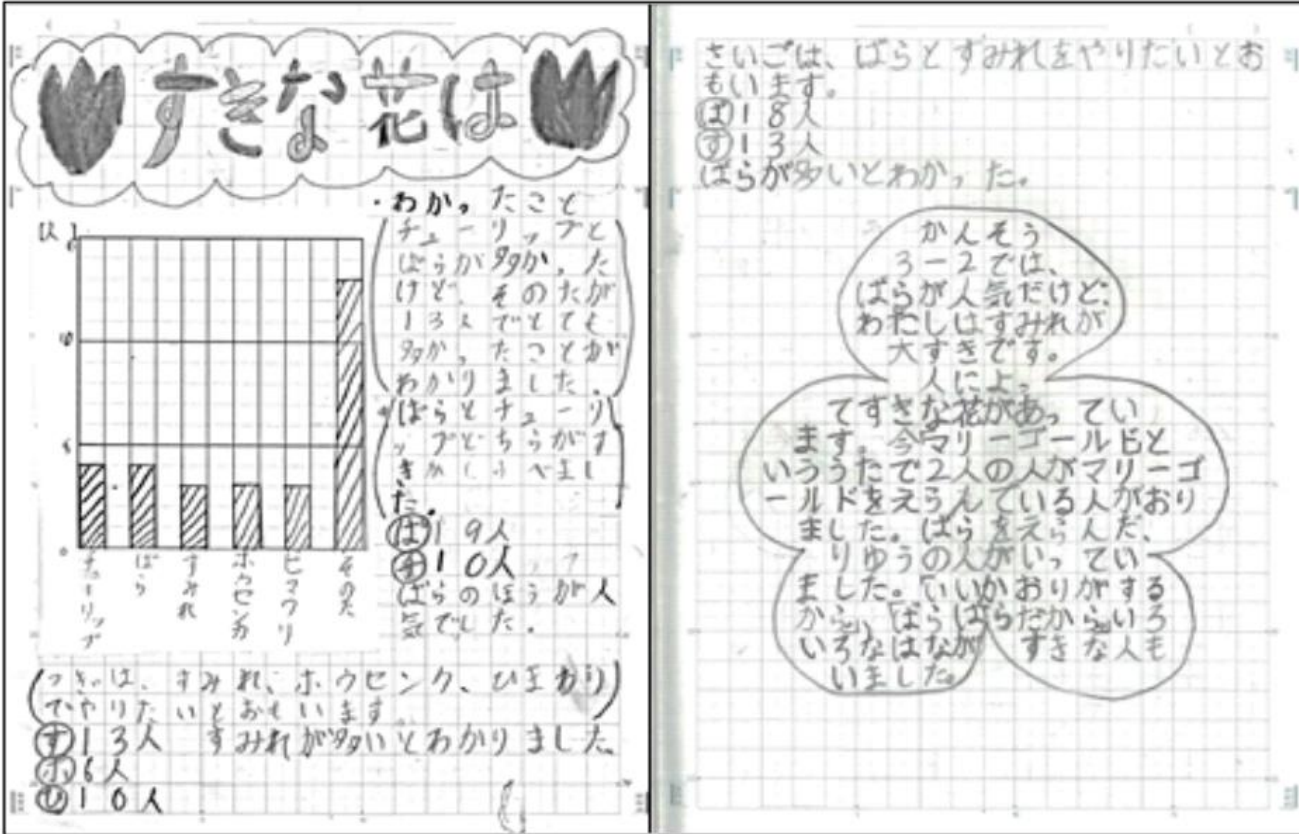 すきな花は
・わかったこと
チューリップと
ばらが多かった
けど、そのたが
13人でとても
多かったことが
わかりました。
ばらとチューリ
ップどちらがす
きかしらべまし
た。
ば19人
チ10人
ばらのほうが人
気でした。
(人)
10
5
0
チューリップ
ばら
すみれ
ホウセンカ
ヒマワリ
そのた
つぎは、すみれ、ホウセンカ、ひまわり
でやりたいとおもいます
す13人 すみれが多いとわかりました
ホ6人
ひ10人
さいごは、ばらとすみれをやりたいとお
もいます。
ば18人
す13人
ばらが多いとわかった。
かんそう
3-2では、
ばらが人気だけど、
わたしはすみれが
大すきです。
人によっ
てすきな花があってい
ます。今マリーゴールドと
いううたで2人の人がマリーゴ
ールドをえらんでいる人がおり
ました。ばらをえらんだ、
りゆうの人がいってい
ました。「いいかおりがする
から」、「ばらはばらだから」いろ
いろなはなが すきな人も
いました。